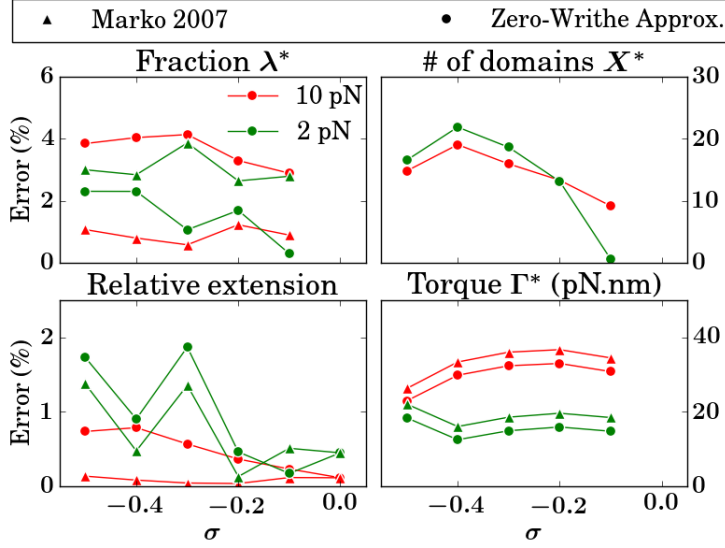 Marko 2007 Zero-Writhe Approx.
Fraction λ* # of domains X*
6 30
10 pN
2 pN
4 20
Error (%)
2 10
0 0
Relative extension Torque Γ* (pN.nm)
2 40
Error (%)
1 20
0 0
−0.4 −0.2 0.0 −0.4 −0.2 0.0
σ σ